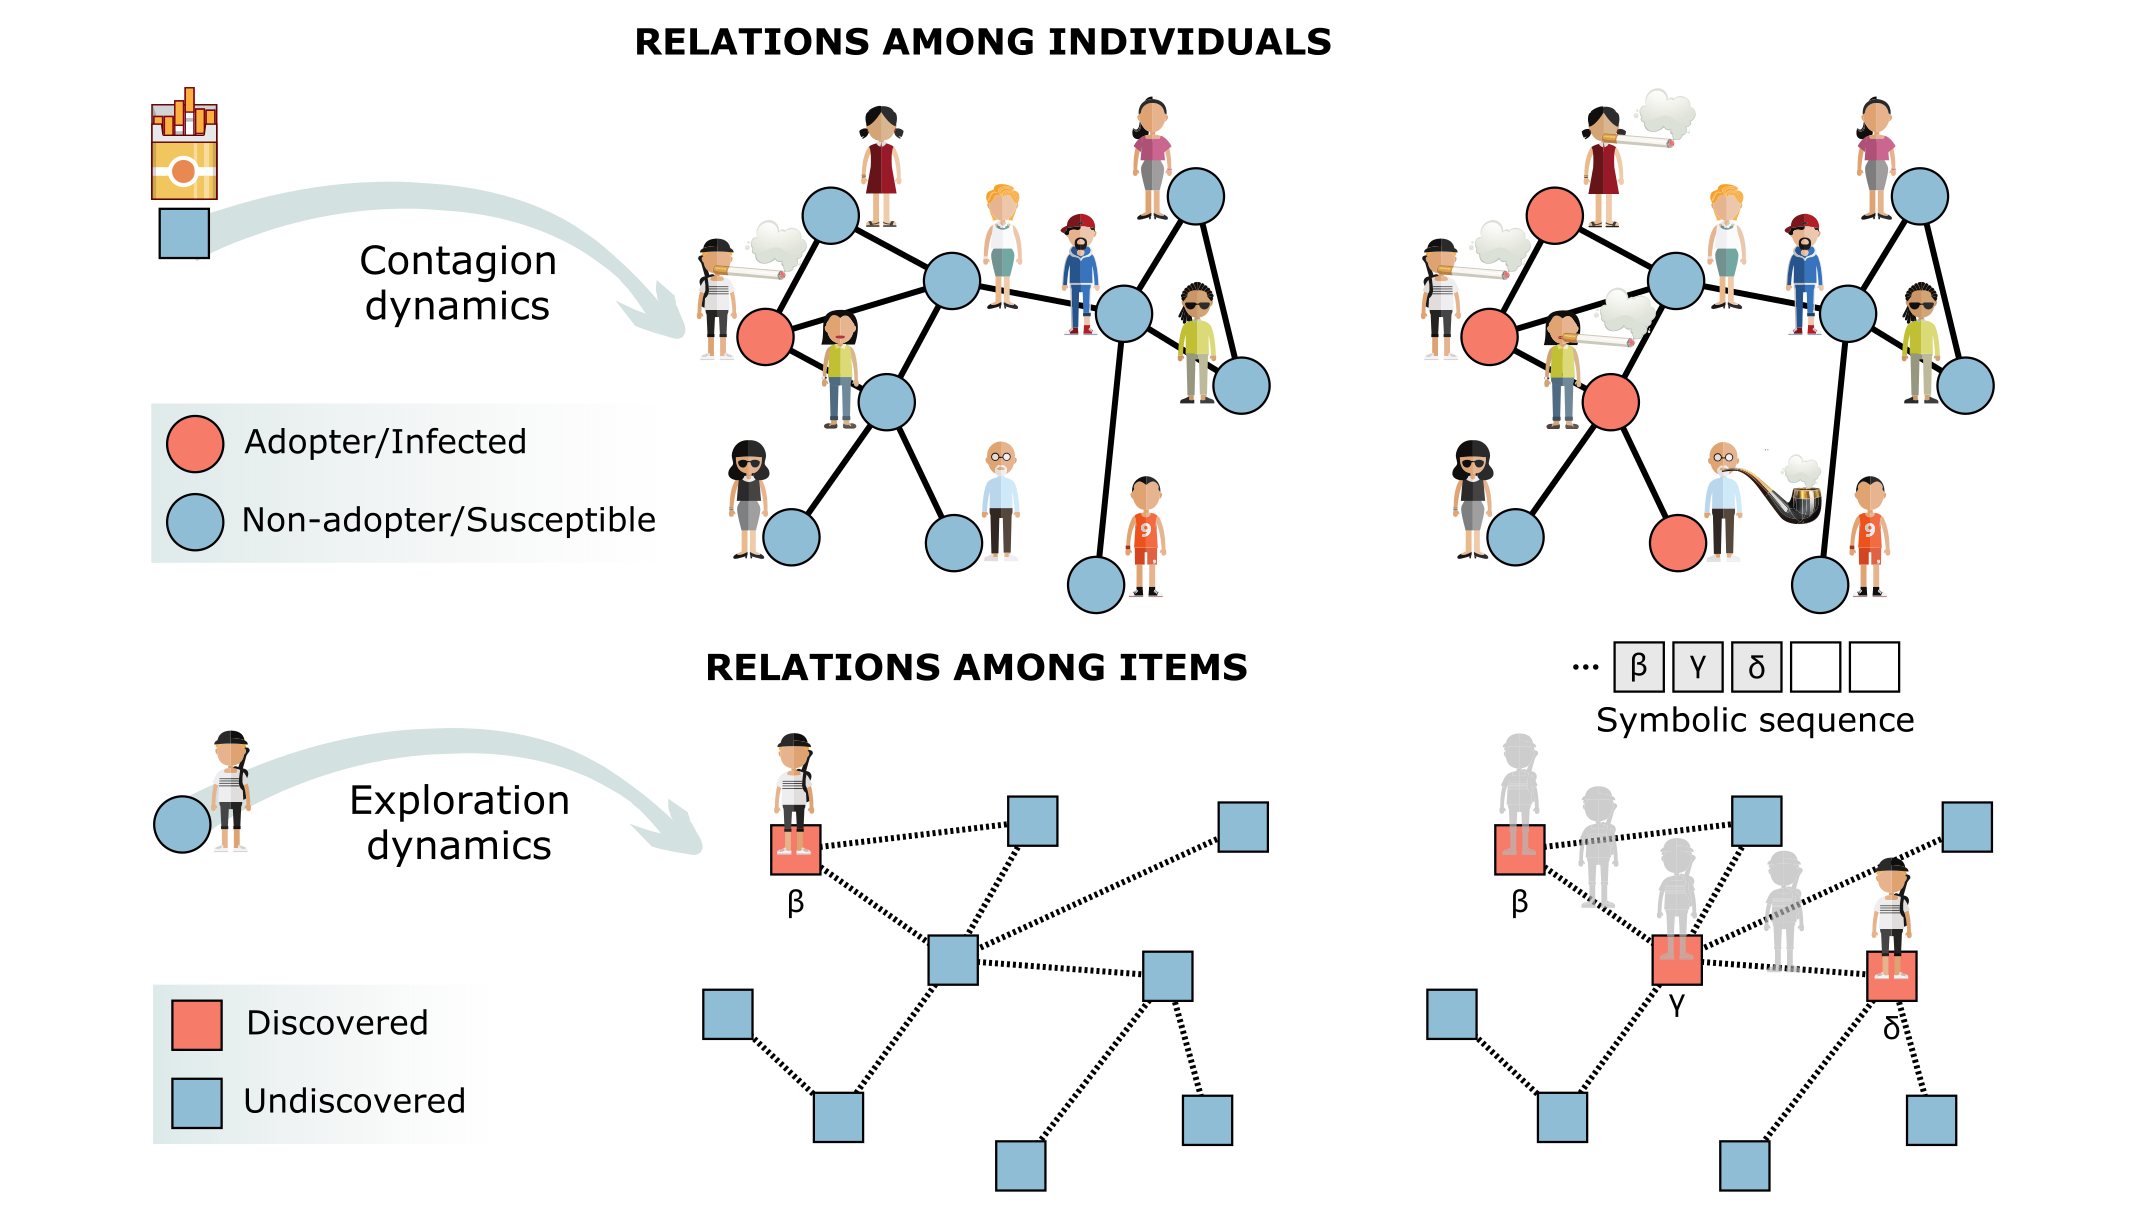 RELATIONS AMONG INDIVIDUALS
Contagion
dynamics
Adopter/Infected
Non-adopter/Susceptible
9
9
RELATIONS AMONG ITEMS
... β γ δ
Symbolic sequence
Exploration
dynamics
β
β
γ
δ
Discovered
Undiscovered